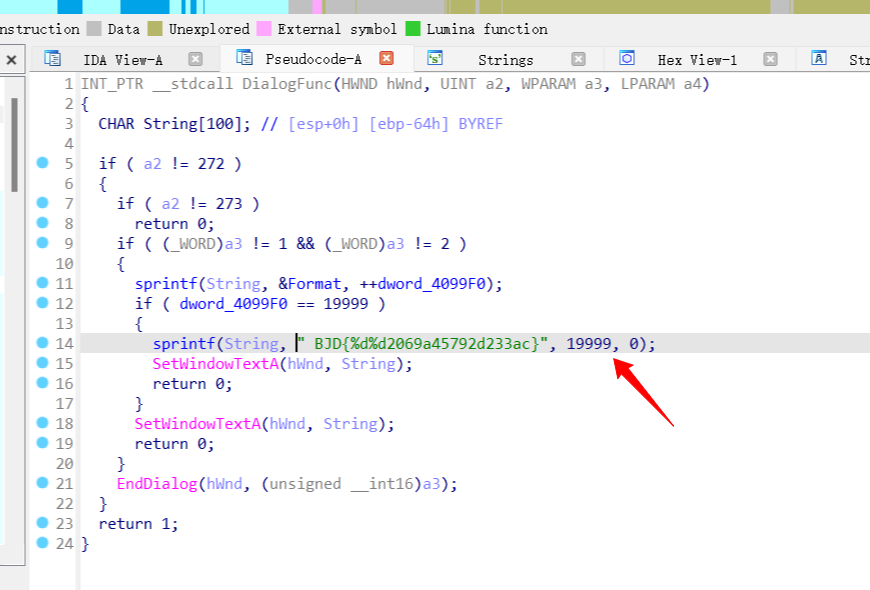 nstruction Data Unexplored External symbol Lumina function
IDA View-A Pseudocode-A 's' Strings Hex View-1 A Str
1 INT_PTR __stdcall DialogFunc(HWND hWnd, UINT a2, WPARAM a3, LPARAM a4)
2 {
3 CHAR String[100]; // [esp+0h] [ebp-64h] BYREF
4
5 if ( a2 != 272 )
6 {
7 if ( a2 != 273 )
8 return 0;
9 if ( (_WORD)a3 != 1 && (_WORD)a3 != 2 )
10 {
11 sprintf(String, &Format, ++dword_4099F0);
12 if ( dword_4099F0 == 19999 )
13 {
14 sprintf(String, " BJD{%d%d2069a45792d233ac}", 19999, 0);
15 SetWindowTextA(hWnd, String);
16 return 0;
17 }
18 SetWindowTextA(hWnd, String);
19 return 0;
20 }
21 EndDialog(hWnd, (unsigned __int16)a3);
22 }
23 return 1;
24 }